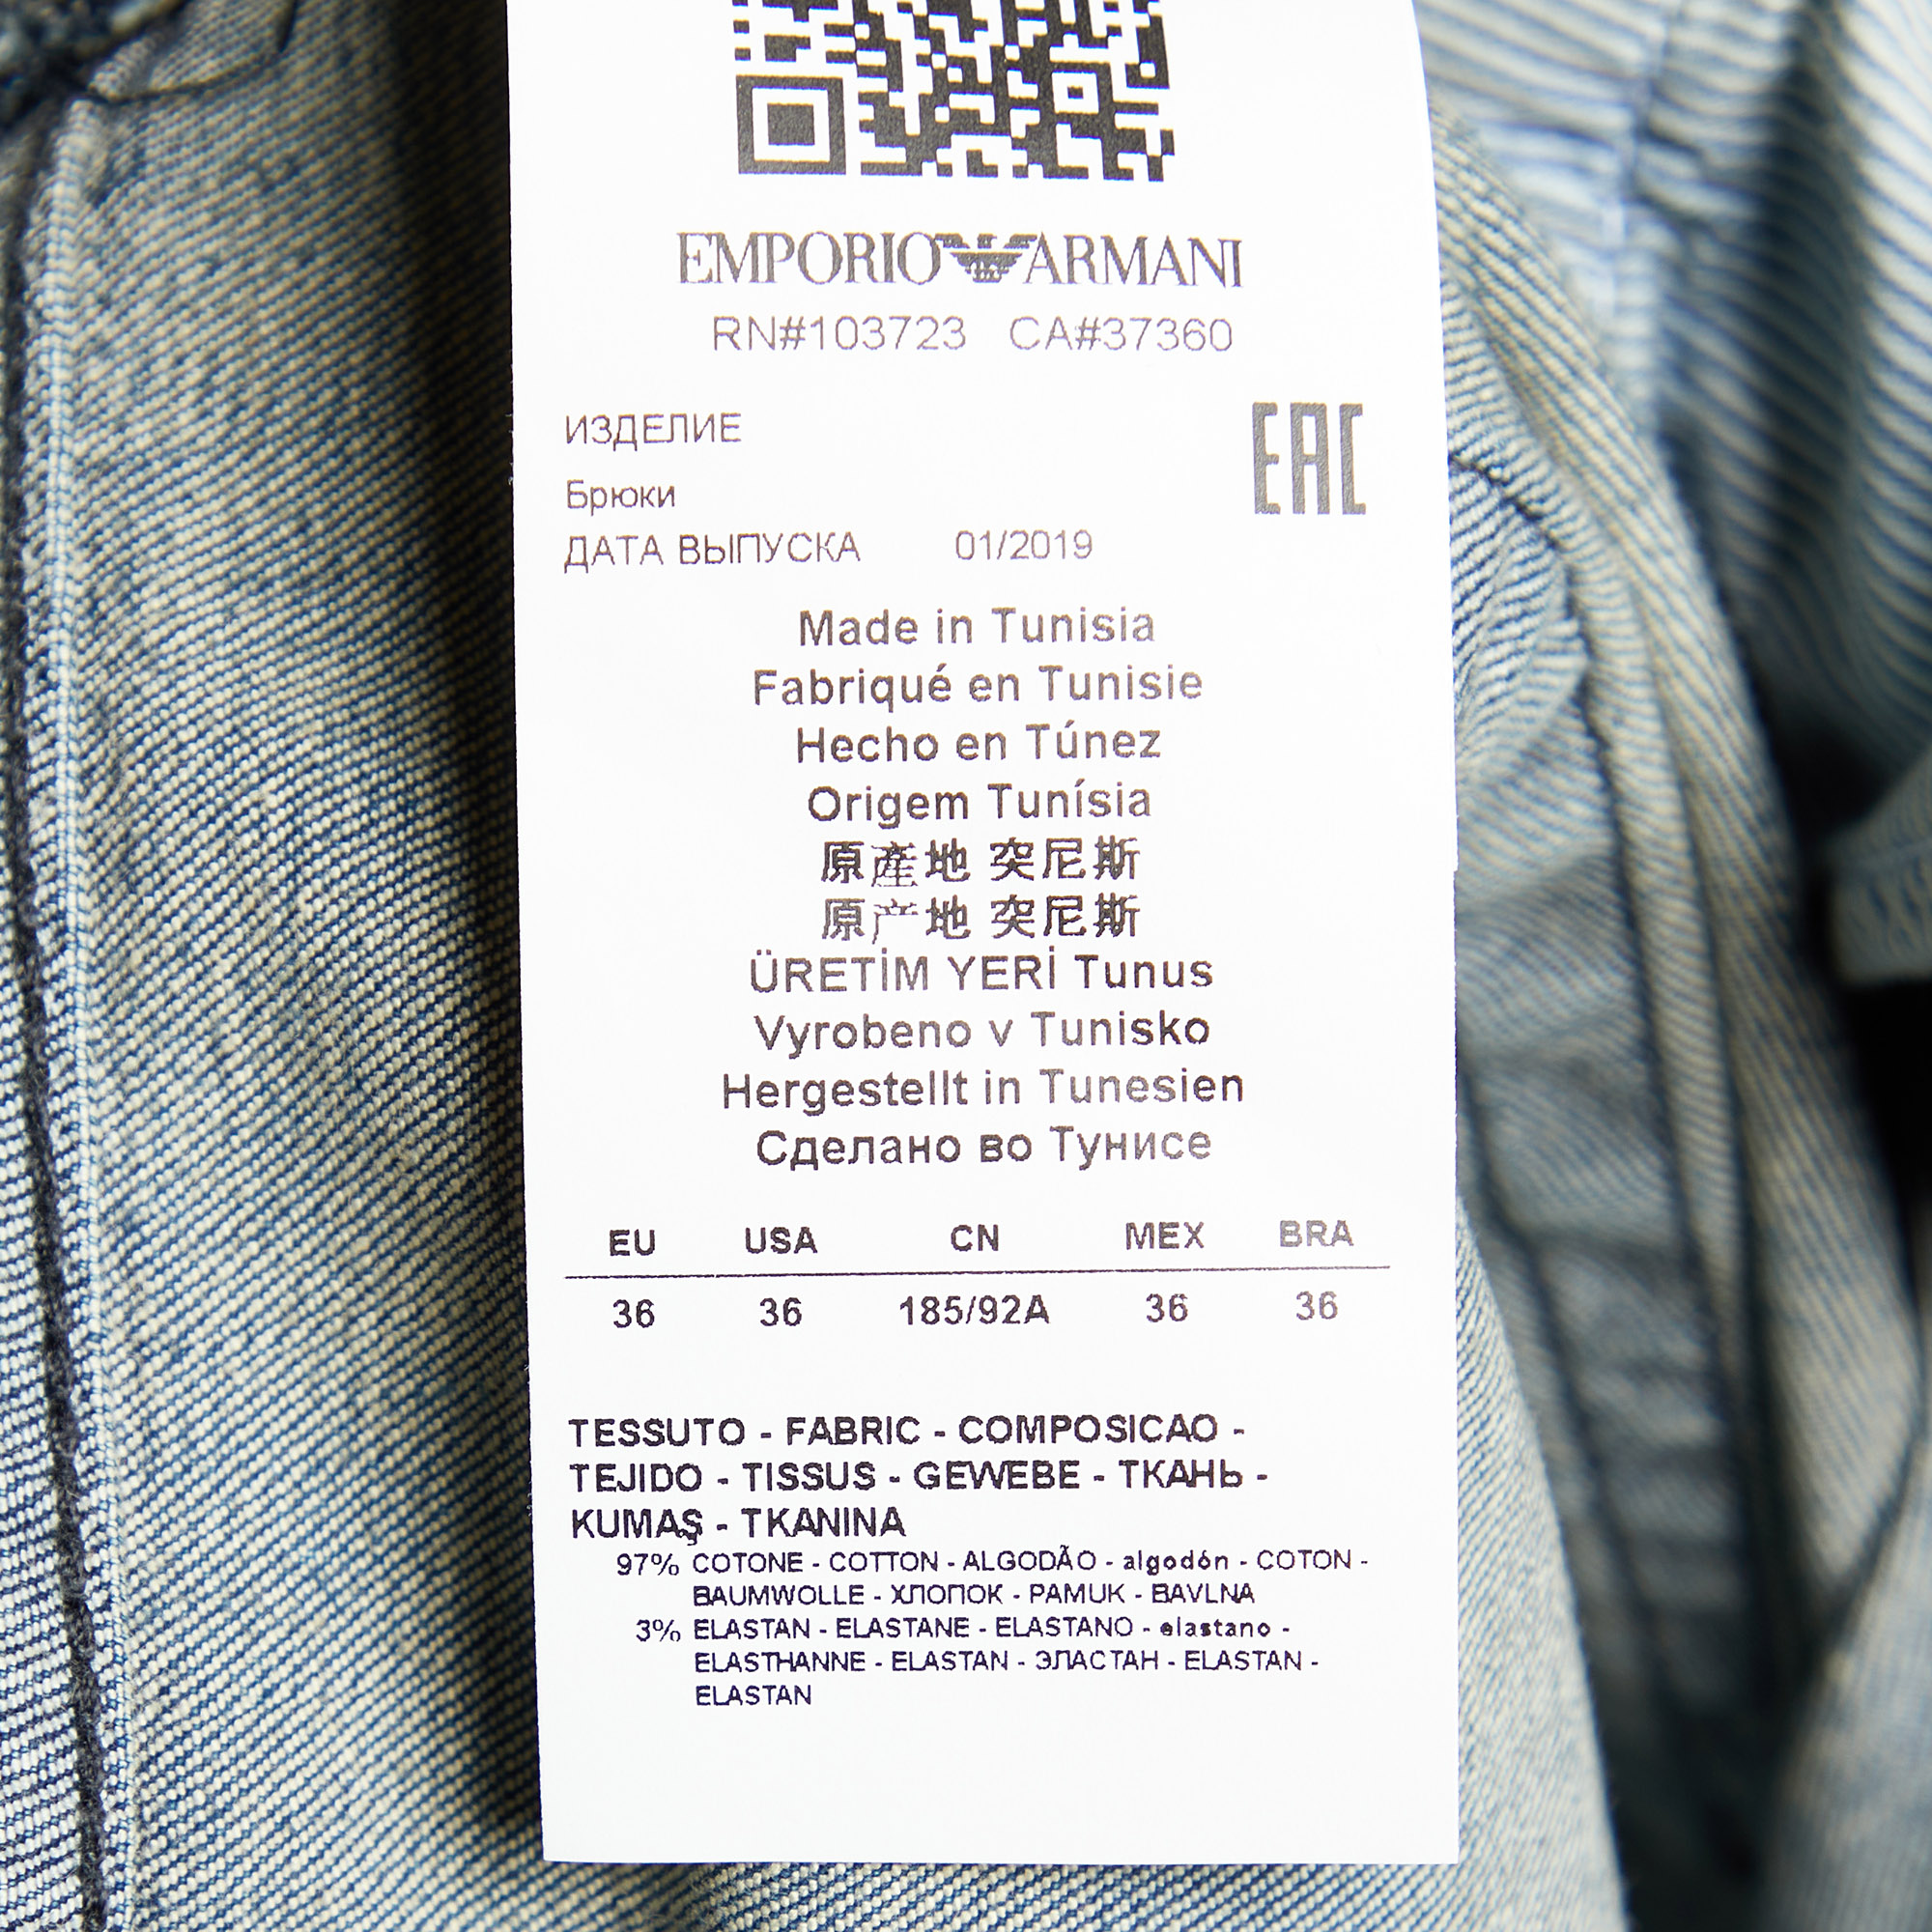 EMPORIO ARMANI
RN#103723 CA#37360
ИЗДЕЛИЕ
EAC
Брюки
ДАТА ВЫПУСКА 01/2019
Made in Tunisia
Fabriqué en Tunisie
Hecho en Túnez
Origem Tunísia
原產地 突尼斯
原产地 突尼斯
ÜRETİM YERİ Tunus
Vyrobeno v Tunisko
Hergestellt in Tunesien
Сделано во Тунисе
EU USA CN MEX BRA
36 36 185/92A 36 36
TESSUTO - FABRIC - COMPOSICAO -
TEJIDO - TISSUS - GEWEBE - ТКАНЬ -
KUMAŞ - TKANINA
97% COTONE - COTTON - ALGODÃO - algodón - COTON -
BAUMWOLLE - ХЛОПОК - PAMUK - BAVLNA
3% ELASTAN - ELASTANE - ELASTANO - elastano -
ELASTHANNE - ELASTAN - ЭЛАСТАН - ELASTAN -
ELASTAN